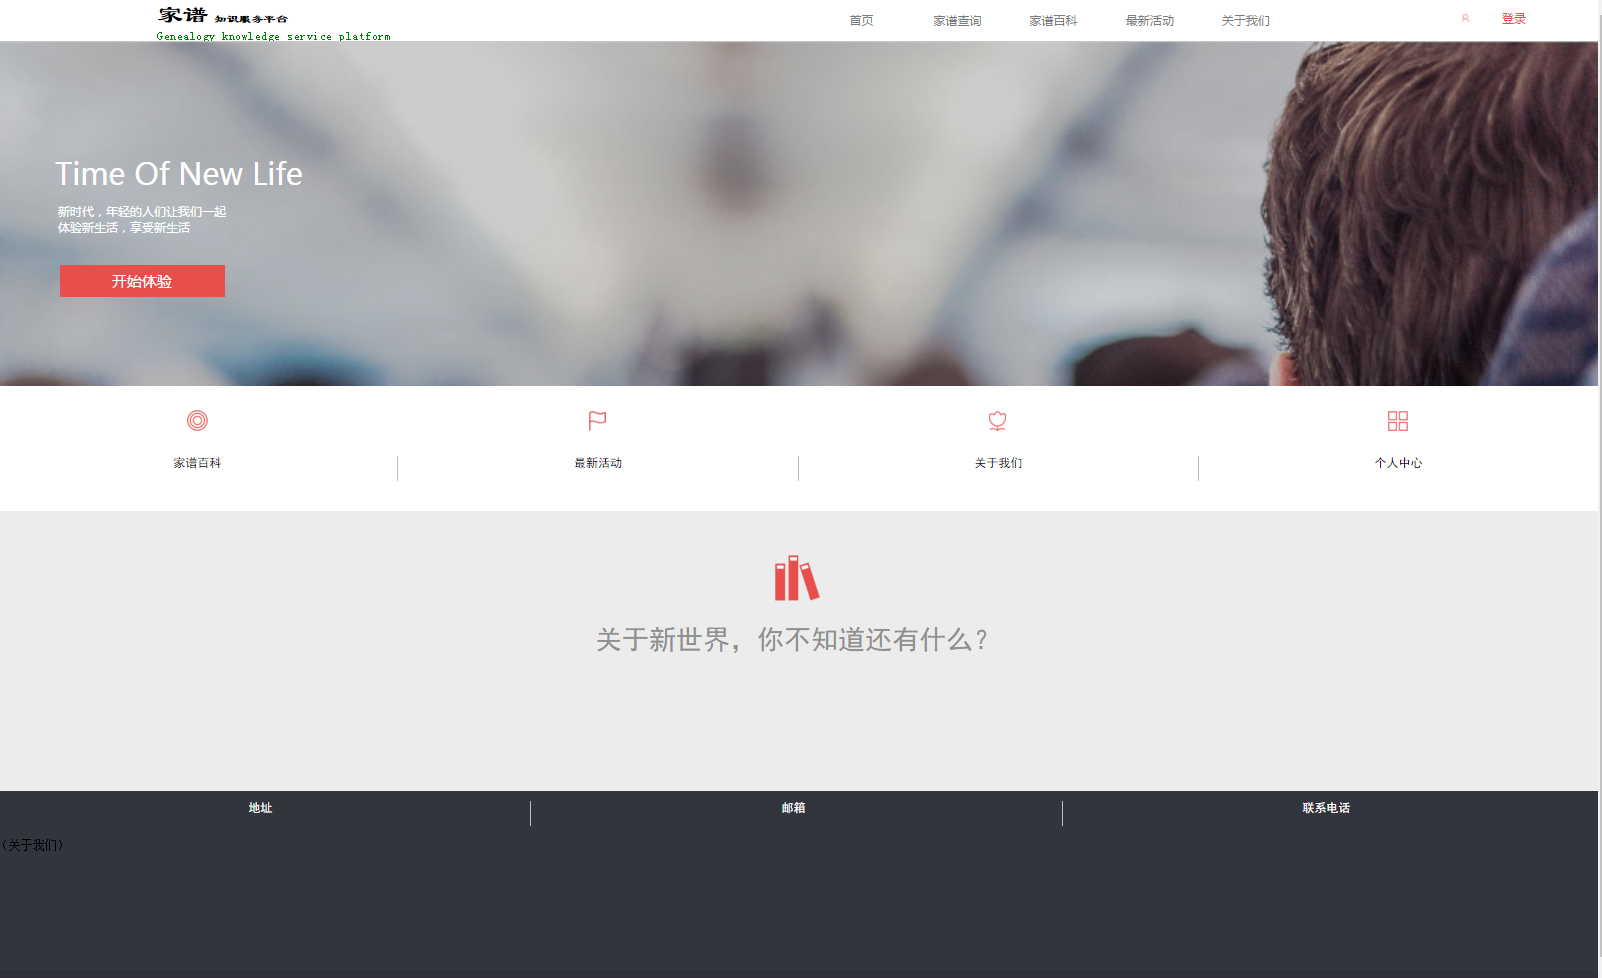 家谱 知识服务平台
Genealogy knowledge service platform
首页 家谱查询 家谱百科 最新活动 关于我们 登录
Time Of New Life
新时代，年轻的人们让我们一起
体验新生活，享受新生活
开始体验
家谱百科 最新活动 关于我们 个人中心
关于新世界，你不知道还有什么？
地址 邮箱 联系电话
（关于我们）